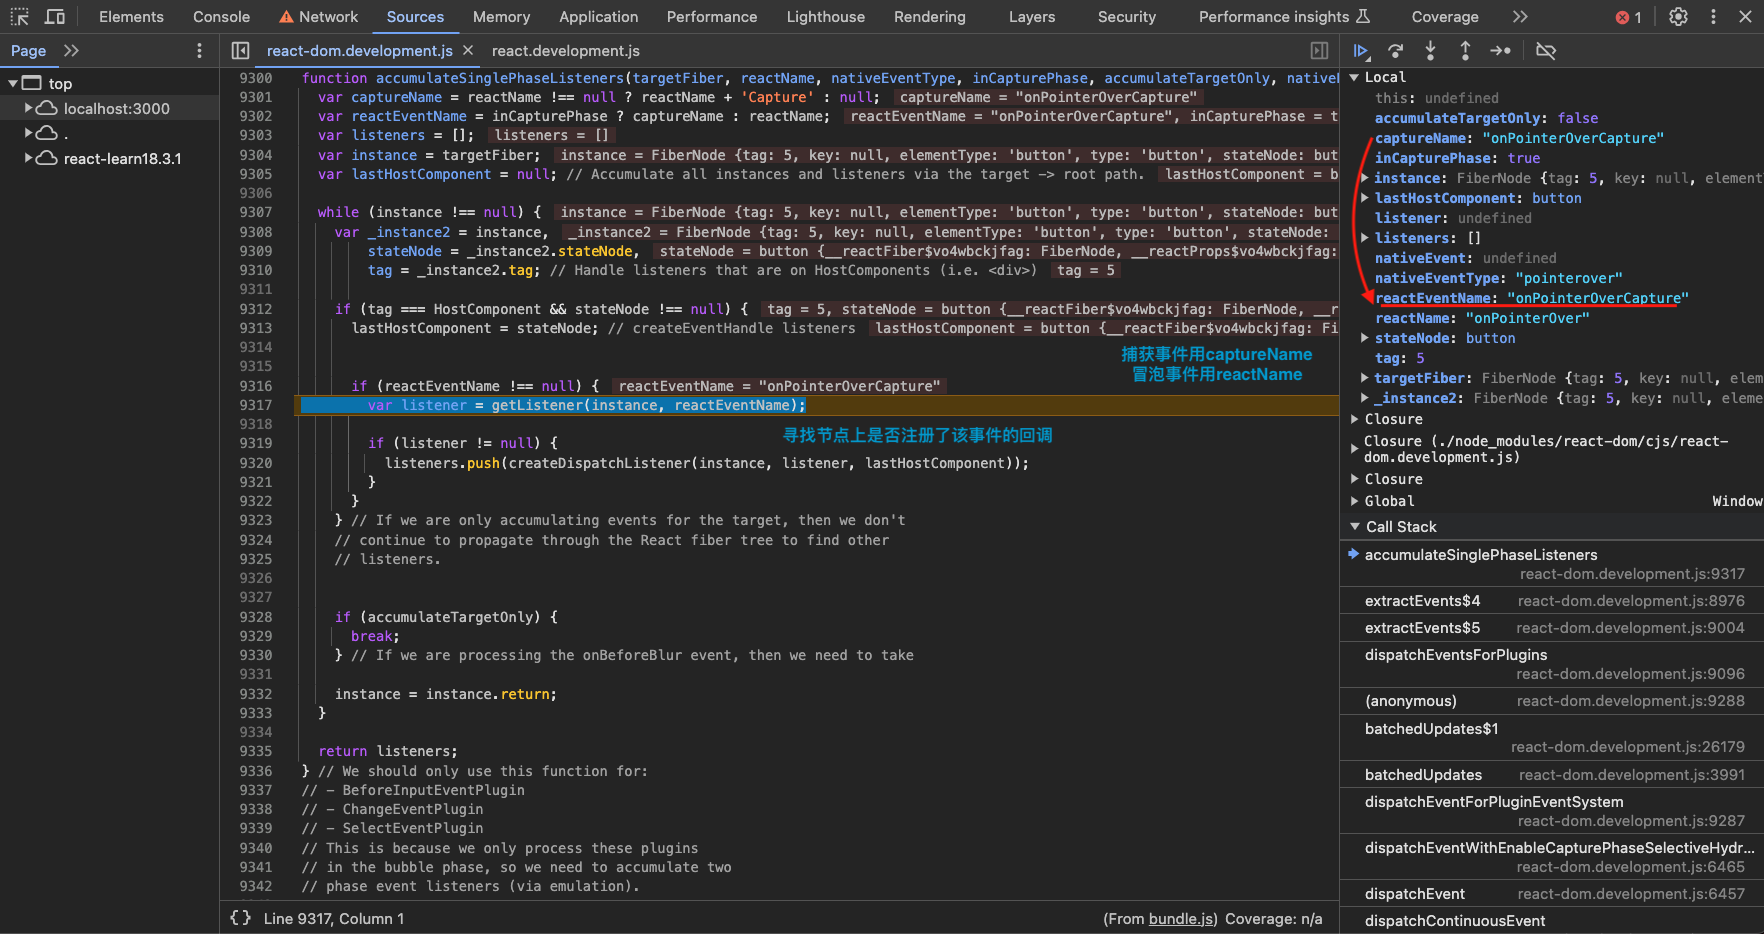 Elements Console Network Sources Memory Application Performance Lighthouse Rendering Layers Security Performance insights Coverage 1
Page
top
localhost:3000
.
react-learn18.3.1
react-dom.development.js react.development.js
9300 function accumulateSinglePhaseListeners(targetFiber, reactName, nativeEventType, inCapturePhase, accumulateTargetOnly, nativeE
9301 var captureName = reactName !== null ? reactName + 'Capture' : null; captureName = "onPointerOverCapture"
9302 var reactEventName = inCapturePhase ? captureName : reactName; reactEventName = "onPointerOverCapture", inCapturePhase = t
9303 var listeners = []; listeners = []
9304 var instance = targetFiber; instance = FiberNode {tag: 5, key: null, elementType: 'button', type: 'button', stateNode: but
9305 var lastHostComponent = null; // Accumulate all instances and listeners via the target -> root path. lastHostComponent = b
9306
9307 while (instance !== null) { instance = FiberNode {tag: 5, key: null, elementType: 'button', type: 'button', stateNode: but
9308 var _instance2 = instance, _instance2 = FiberNode {tag: 5, key: null, elementType: 'button', type: 'button', stateNode:
9309 stateNode = _instance2.stateNode, stateNode = button {__reactFiber$vo4wbckjfag: FiberNode, __reactProps$vo4wbckjfag:
9310 tag = _instance2.tag; // Handle listeners that are on HostComponents (i.e. <div>) tag = 5
9311
9312 if (tag === HostComponent && stateNode !== null) { tag = 5, stateNode = button {__reactFiber$vo4wbckjfag: FiberNode, __r
9313 lastHostComponent = stateNode; // createEventHandle listeners lastHostComponent = button {__reactFiber$vo4wbckjfag: Fi
9314
9315
捕获事件用captureName
冒泡事件用reactName
9316 if (reactEventName !== null) { reactEventName = "onPointerOverCapture"
9317 var listener = getListener(instance, reactEventName);
9318
寻找节点上是否注册了该事件的回调
9319 if (listener != null) {
9320 listeners.push(createDispatchListener(instance, listener, lastHostComponent));
9321 }
9322 }
9323 } // If we are only accumulating events for the target, then we don't
9324 // continue to propagate through the React fiber tree to find other
9325 // listeners.
9326
9327
9328 if (accumulateTargetOnly) {
9329 break;
9330 } // If we are processing the onBeforeBlur event, then we need to take
9331
9332 instance = instance.return;
9333 }
9334
9335 return listeners;
9336 } // We should only use this function for:
9337 // - BeforeInputEventPlugin
9338 // - ChangeEventPlugin
9339 // - SelectEventPlugin
9340 // This is because we only process these plugins
9341 // in the bubble phase, so we need to accumulate two
9342 // phase event listeners (via emulation).
{} Line 9317, Column 1 (From bundle.js) Coverage: n/a
Local
this: undefined
accumulateTargetOnly: false
captureName: "onPointerOverCapture"
inCapturePhase: true
instance: FiberNode {tag: 5, key: null, element
lastHostComponent: button
listener: undefined
listeners: []
nativeEvent: undefined
nativeEventType: "pointerover"
reactEventName: "onPointerOverCapture"
reactName: "onPointerOver"
stateNode: button
tag: 5
targetFiber: FiberNode {tag: 5, key: null, elem
_instance2: FiberNode {tag: 5, key: null, eleme
Closure
Closure (./node_modules/react-dom/cjs/react-
dom.development.js)
Closure
Global Window
Call Stack
accumulateSinglePhaseListeners
react-dom.development.js:9317
extractEvents$4 react-dom.development.js:8976
extractEvents$5 react-dom.development.js:9004
dispatchEventsForPlugins
react-dom.development.js:9096
(anonymous) react-dom.development.js:9288
batchedUpdates$1
react-dom.development.js:26179
batchedUpdates react-dom.development.js:3991
dispatchEventForPluginEventSystem
react-dom.development.js:9287
dispatchEventWithEnableCapturePhaseSelectiveHydr...
react-dom.development.js:6465
dispatchEvent react-dom.development.js:6457
dispatchContinuousEvent